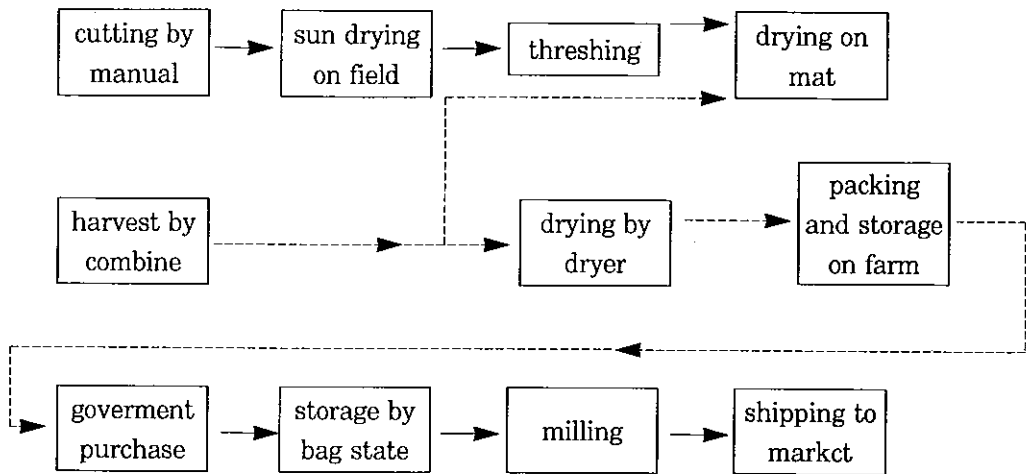 cutting by
manual
sun drying
on field
threshing
drying on
mat
harvest by
combine
drying by
dryer
packing
and storage
on farm
goverment
purchase
storage by
bag state
milling
shipping to
markct